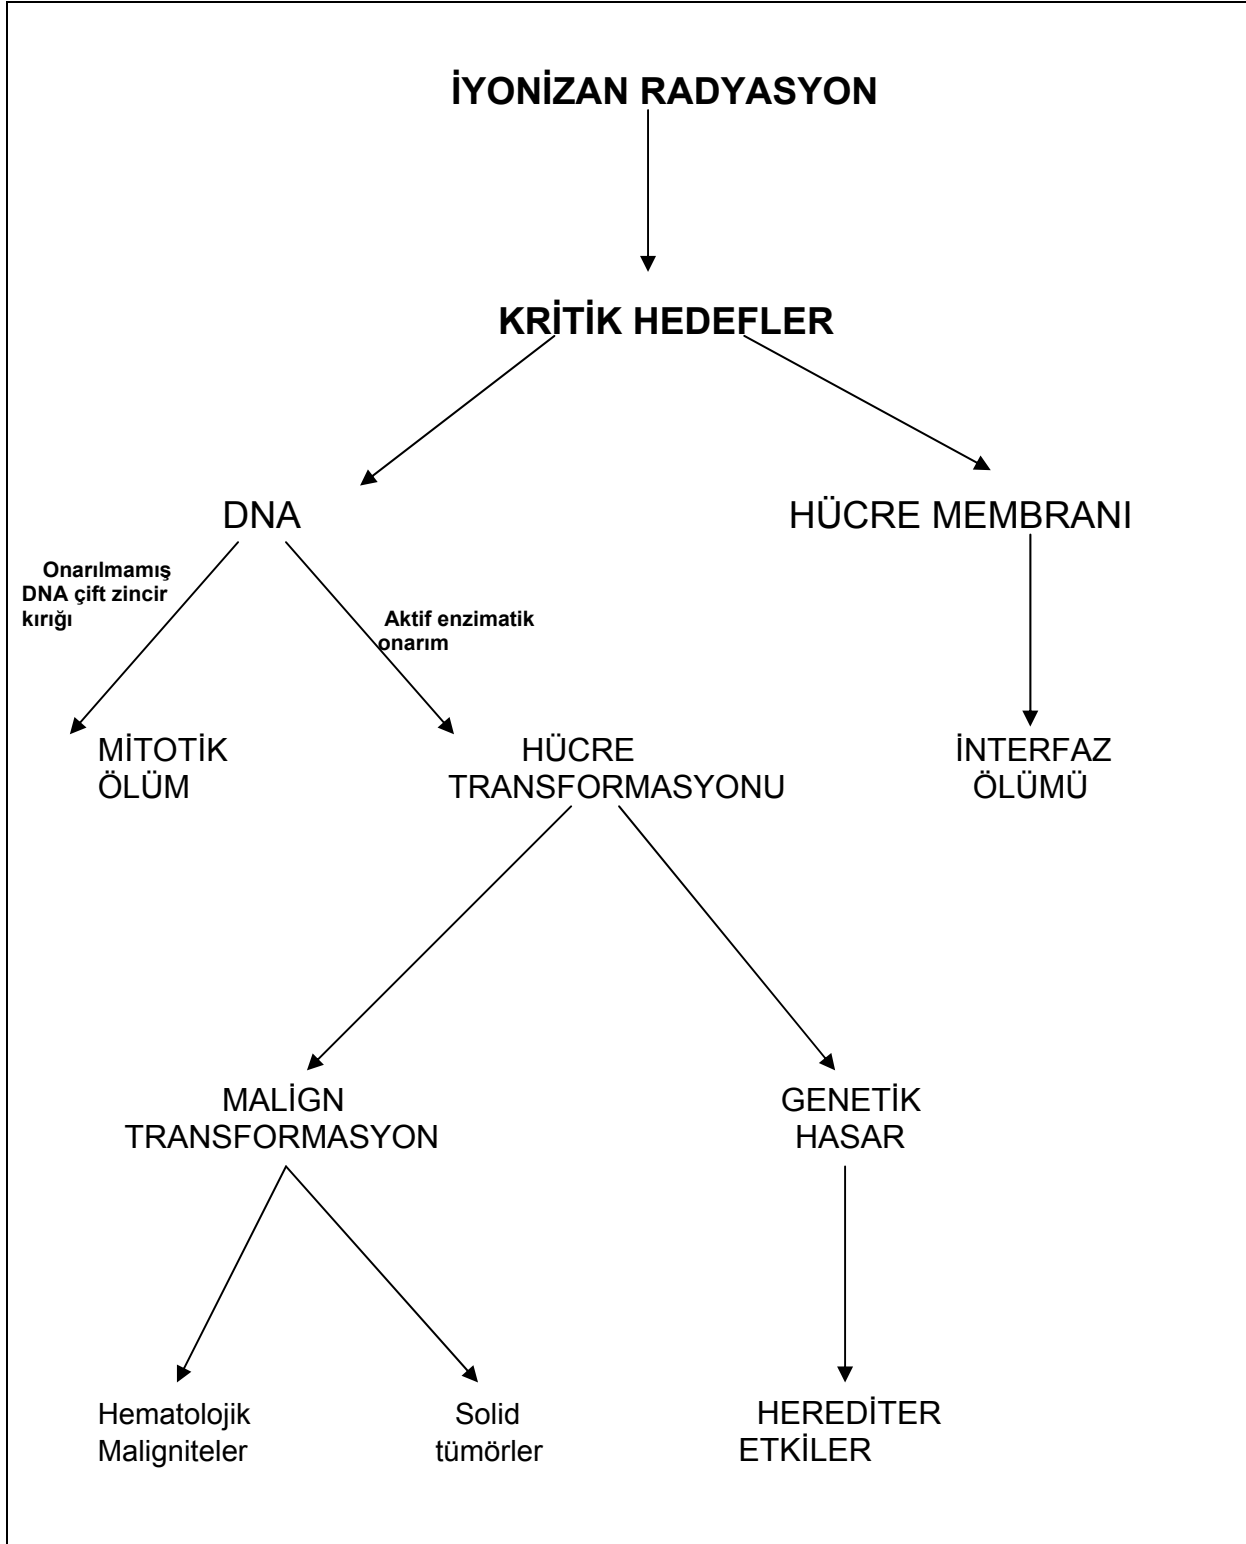 İYONİZAN RADYASYON
KRİTİK HEDEFLER
DNA
HÜCRE MEMBRANI
Onarılmamış
DNA çift zincir
kırığı
Aktif enzimatik
onarım
MİTOTİK
ÖLÜM
HÜCRE
TRANSFORMASYONU
İNTERFAZ
ÖLÜMÜ
MALİGN
TRANSFORMASYON
GENETİK
HASAR
Hematolojik
Maligniteler
Solid
tümörler
HEREDİTER
ETKİLER